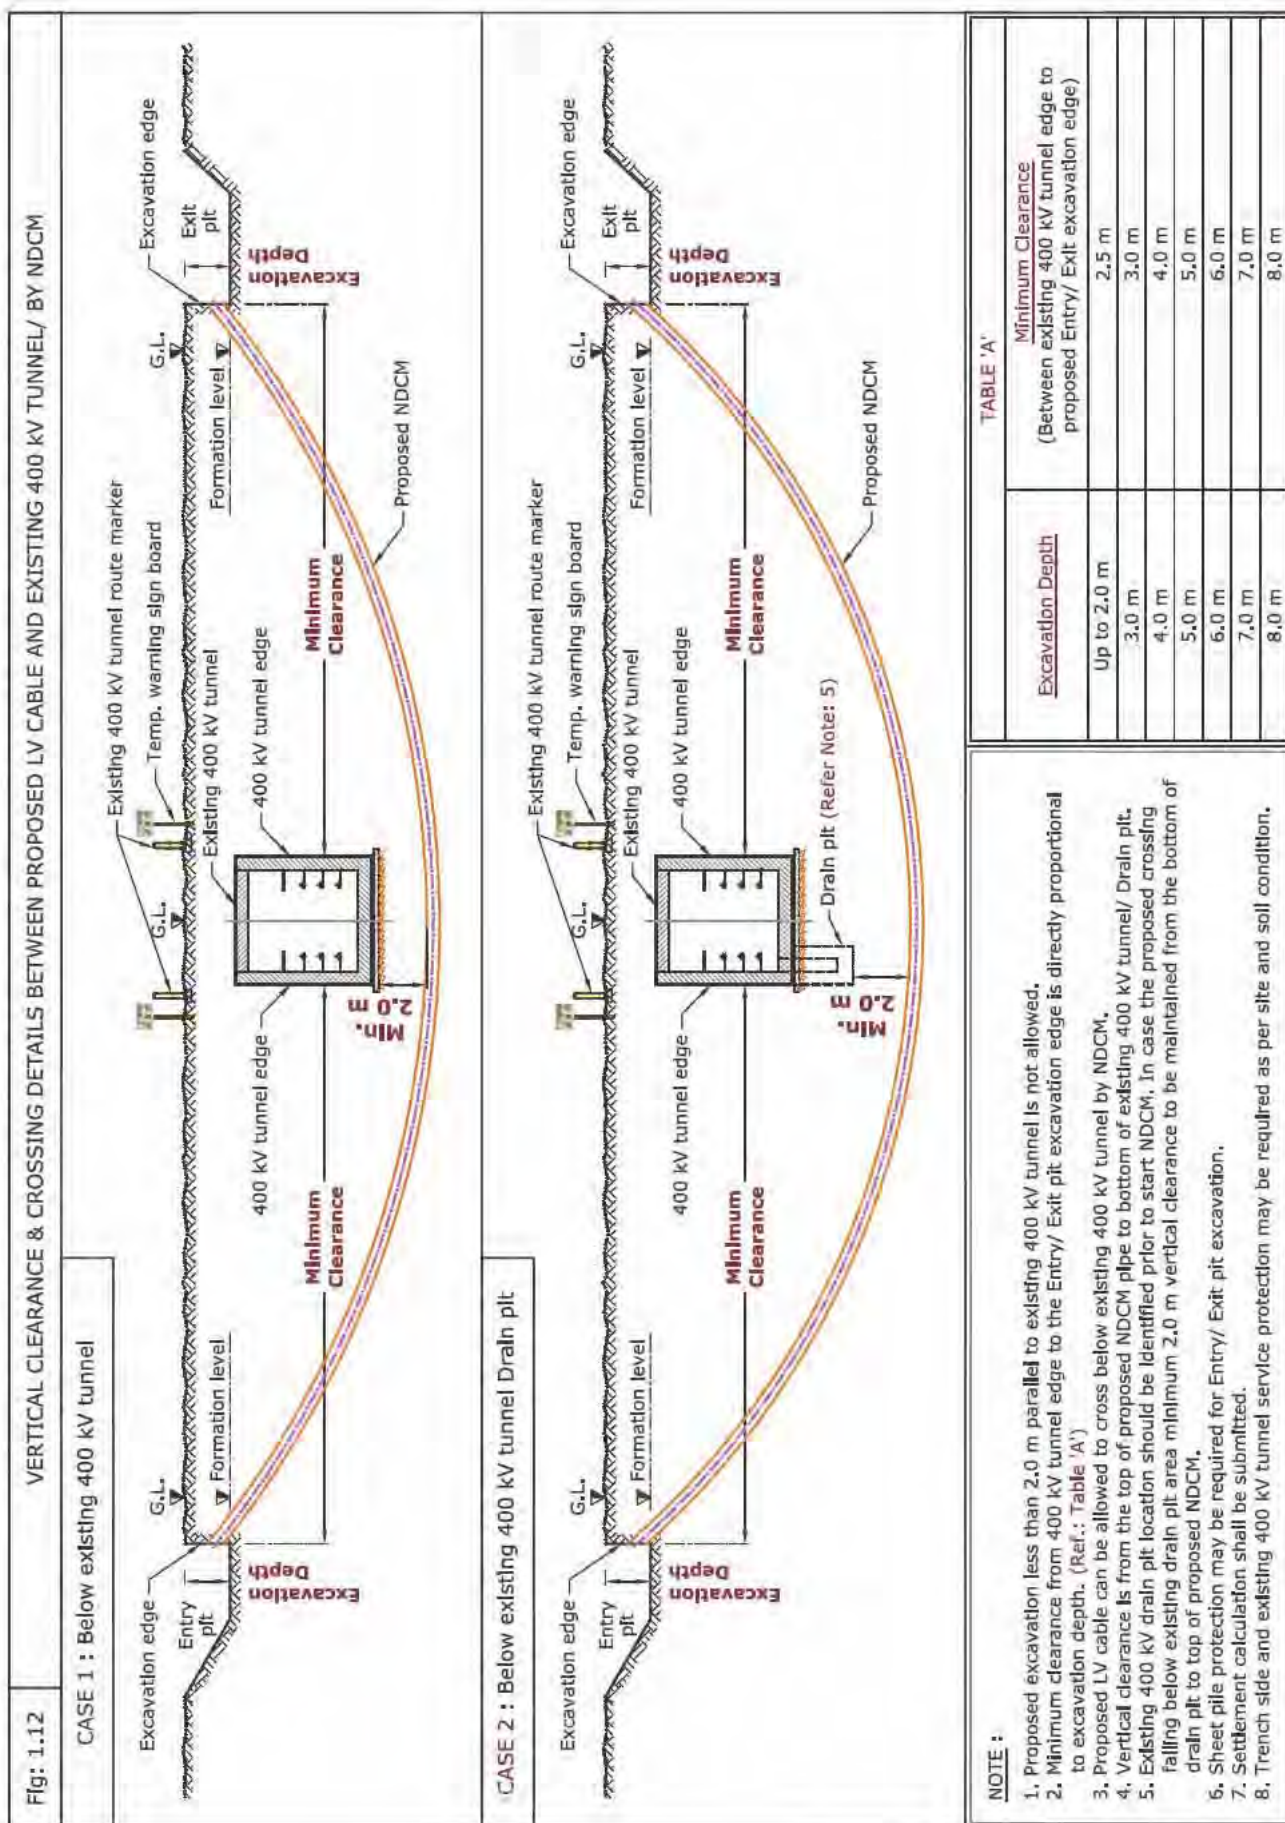 Fig: 1.12
VERTICAL CLEARANCE & CROSSING DETAILS BETWEEN PROPOSED LV CABLE AND EXISTING 400 kV TUNNEL/ BY NDCM
CASE 1 : Below existing 400 kV tunnel
Existing 400 kV tunnel route marker
Temp. warning sign board
Existing 400 kV tunnel
400 kV tunnel edge
400 kV tunnel edge
Excavation edge
Entry
pit
Excavation
Depth
G.L.
Formation level
Minimum
Clearance
G.L.
Min.
2.0 m
Minimum
Clearance
G.L.
Formation level
Proposed NDCM
Excavation edge
Exit
pit
Excavation
Depth
CASE 2 : Below existing 400 kV tunnel Drain pit
Existing 400 kV tunnel route marker
Temp. warning sign board
Existing 400 kV tunnel
400 kV tunnel edge
400 kV tunnel edge
Drain pit (Refer Note: 5)
Excavation edge
Entry
pit
Excavation
Depth
G.L.
Formation level
Minimum
Clearance
G.L.
Min.
2.0 m
Minimum
Clearance
G.L.
Formation level
Proposed NDCM
Excavation edge
Exit
pit
Excavation
Depth
NOTE :
1. Proposed excavation less than 2.0 m parallel to existing 400 kV tunnel is not allowed.
2. Minimum clearance from 400 kV tunnel edge to the Entry/ Exit pit excavation edge is directly proportional
to excavation depth. (Ref.: Table 'A')
3. Proposed LV cable can be allowed to cross below existing 400 kV tunnel by NDCM.
4. Vertical clearance is from the top of proposed NDCM pipe to bottom of existing 400 kV tunnel/ Drain pit.
5. Existing 400 kV drain pit location should be identified prior to start NDCM. In case the proposed crossing
falling below existing drain pit area minimum 2.0 m vertical clearance to be maintained from the bottom of
drain pit to top of proposed NDCM.
6. Sheet pile protection may be required for Entry/ Exit pit excavation.
7. Settlement calculation shall be submitted.
8. Trench side and existing 400 kV tunnel service protection may be required as per site and soil condition.
TABLE 'A'
Excavation Depth
Minimum Clearance
(Between existing 400 kV tunnel edge to
proposed Entry/ Exit excavation edge)
Up to 2.0 m 2.5 m
3.0 m 3.0 m
4.0 m 4.0 m
5.0 m 5.0 m
6.0 m 6.0 m
7.0 m 7.0 m
8.0 m 8.0 m